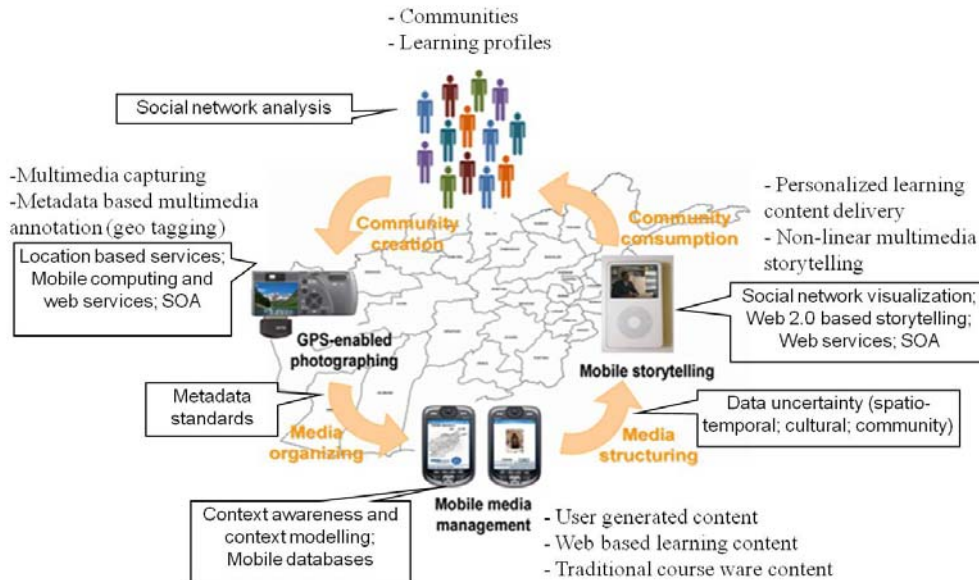 - Communities
- Learning profiles
Social network analysis
-Multimedia capturing
-Metadata based multimedia
annotation (geo tagging)
Location based services;
Mobile computing and
web services; SOA
Community
creation
Community
consumption
- Personalized learning
content delivery
- Non-linear multimedia
storytelling
Social network visualization;
Web 2.0 based storytelling;
Web services; SOA
GPS-enabled
photographing
Mobile storytelling
Metadata
standards
Media
organizing
Media
structuring
Data uncertainty (spatio-
temporal; cultural; community)
Mobile media
management
Context awareness and
context modelling;
Mobile databases
- User generated content
- Web based learning content
- Traditional course ware content